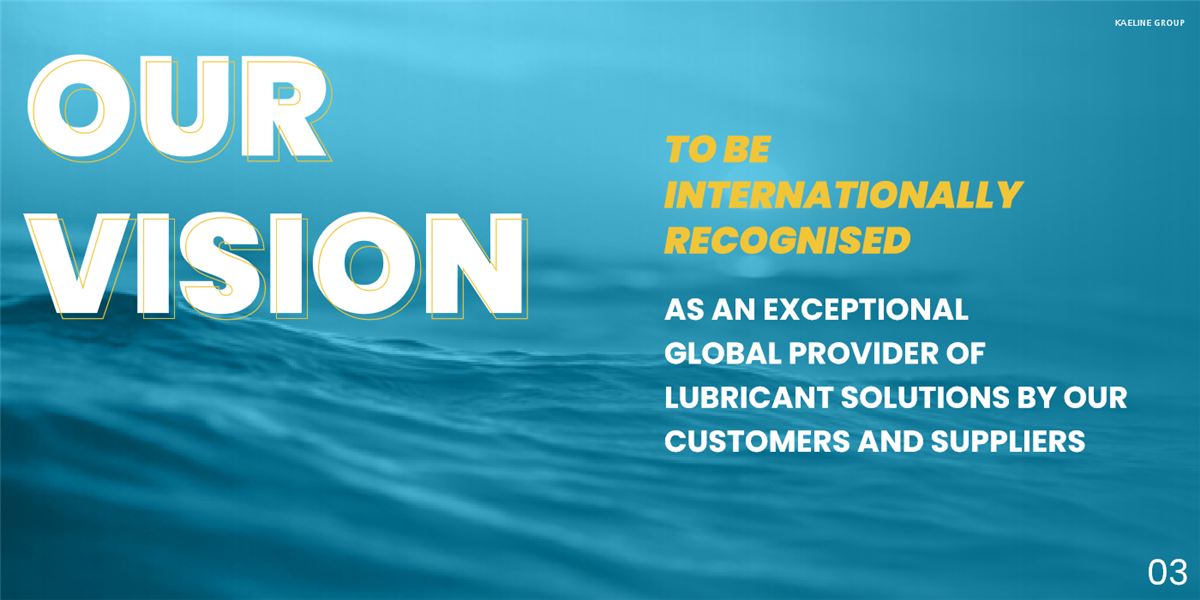 KAELINE GROUP
OUR
VISION
TO BE
INTERNATIONALLY
RECOGNISED
AS AN EXCEPTIONAL
GLOBAL PROVIDER OF
LUBRICANT SOLUTIONS BY OUR
CUSTOMERS AND SUPPLIERS
03